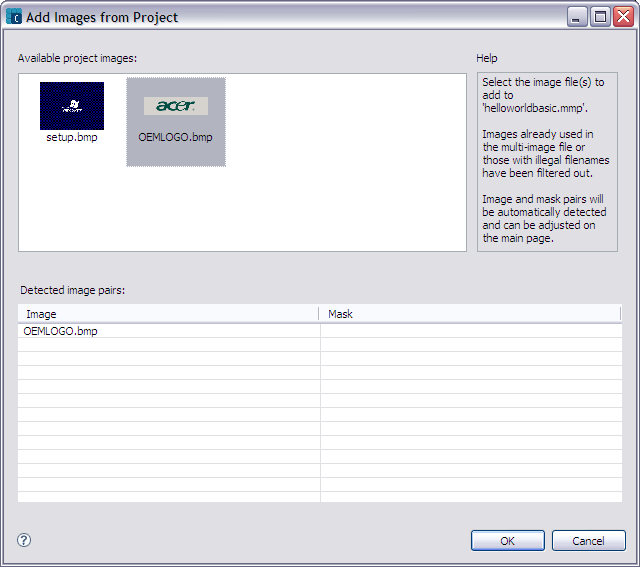 Add Images from Project
Available project images:
Help
setup.bmp
acer
OEMLOGO.bmp
Select the image file(s) to
add to
'helloworldbasic.mmp'.
Images already used in
the multi-image file or
those with illegal filenames
have been filtered out.
Image and mask pairs will
be automatically detected
and can be adjusted on
the main page.
Detected image pairs:
Image
Mask
OEMLOGO.bmp
?
OK
Cancel